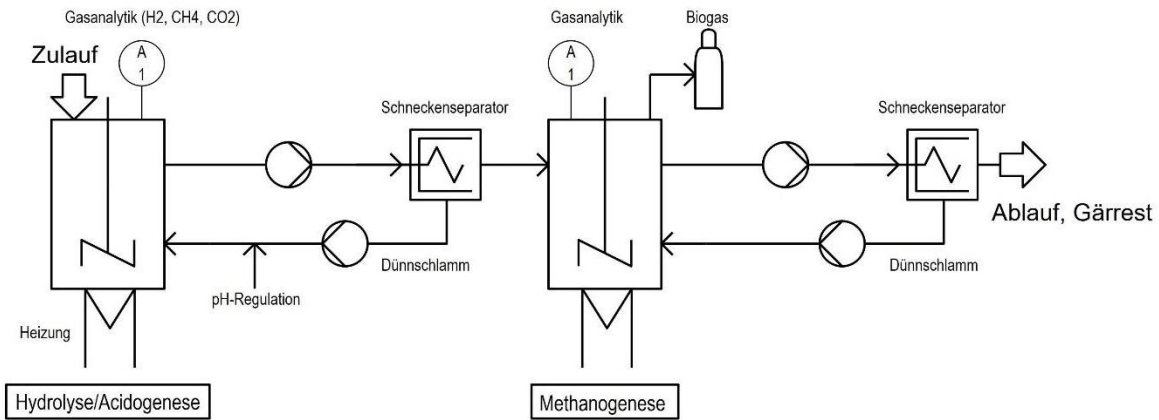 Gasanalytik (H2, CH4, CO2)
Gasanalytik
Biogas
Zulauf
A
1
A
1
Schneckenseparator
Schneckenseparator
Ablauf, Gärrest
Dünnschlamm
Dünnschlamm
pH-Regulation
Heizung
Hydrolyse/Acidogenese
Methanogenese